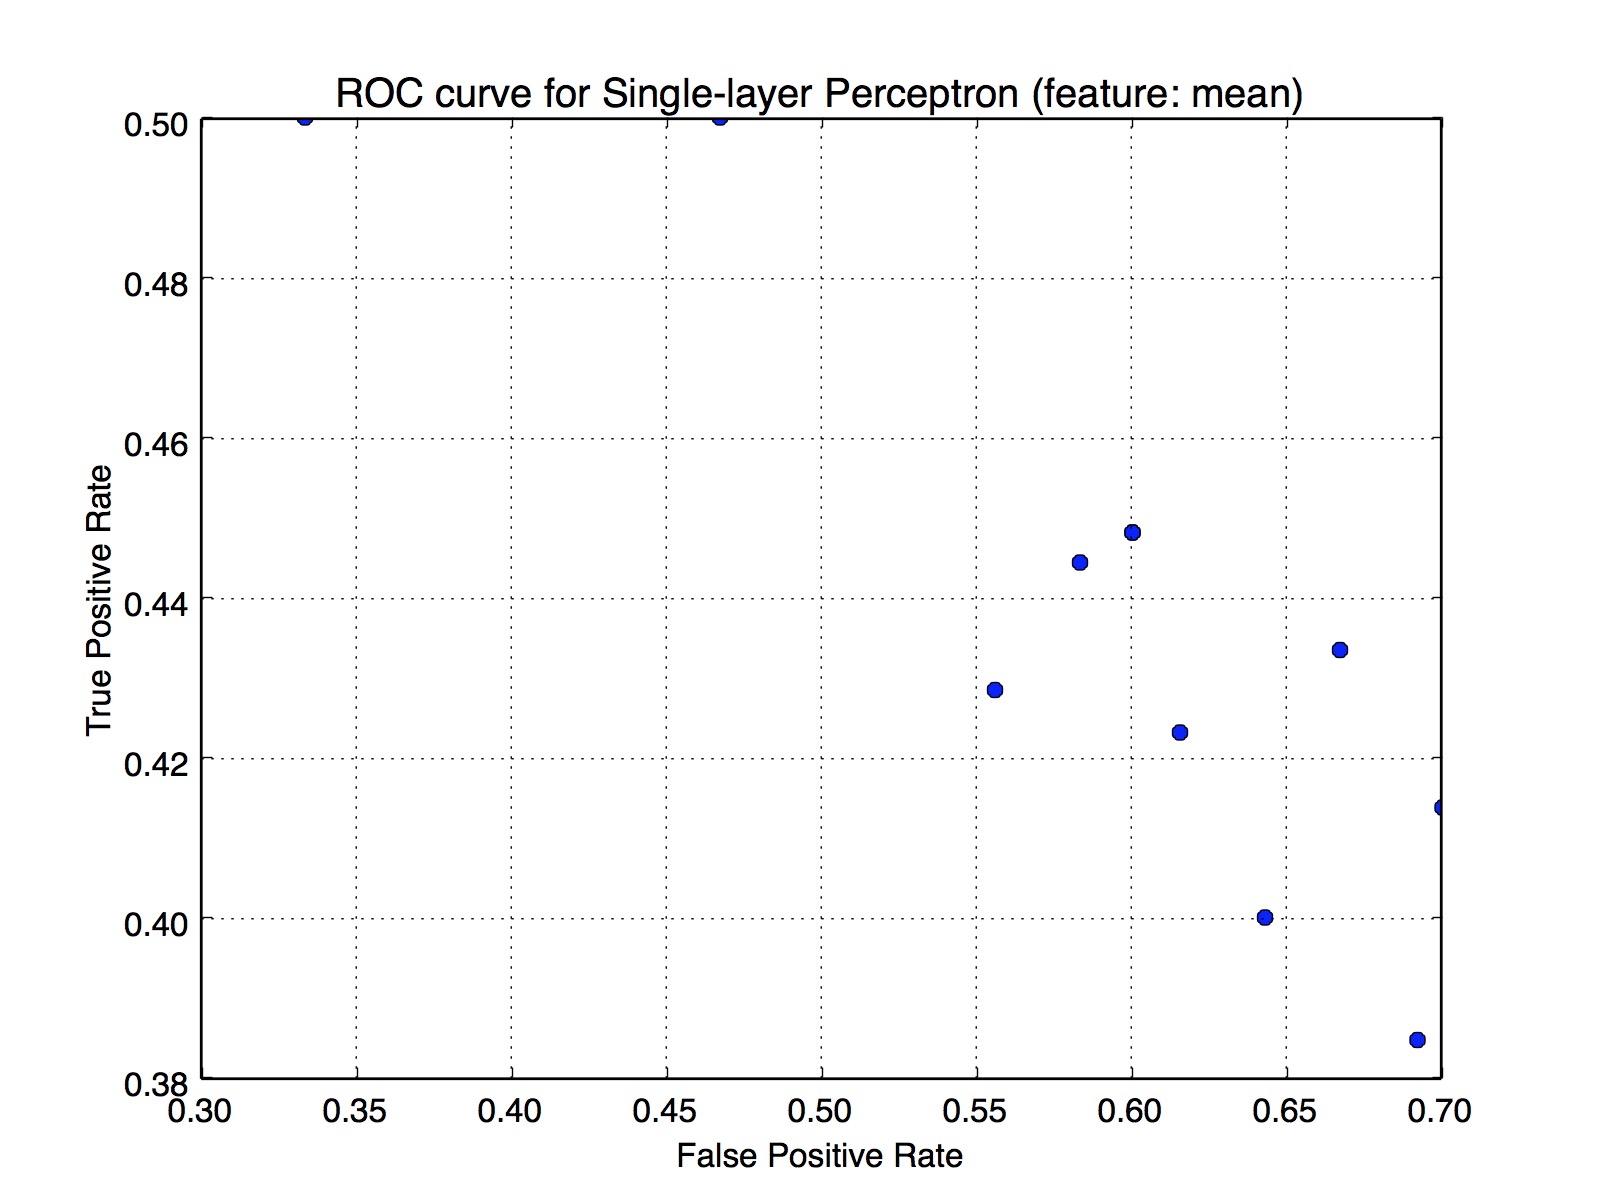 ROC curve for Single-layer Perceptron (feature: mean)
0.50
0.48
0.46
0.44
0.42
0.40
0.38
True Positive Rate
0.30 0.35 0.40 0.45 0.50 0.55 0.60 0.65 0.70
False Positive Rate